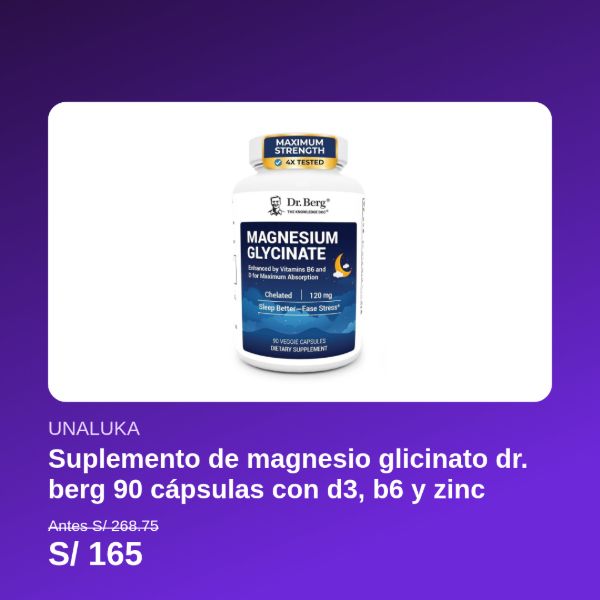 MAXIMUM
STRENGTH
4X TESTED
Dr. Berg®
THE KNOWLEDGE DOC®
MAGNESIUM
GLYCINATE
Enhanced by Vitamins B6 and
D for Maximum Absorption
Chelated | 120 mg
Sleep Better—Ease Stress*
90 VEGGIE CAPSULES
DIETARY SUPPLEMENT
UNALUKA
Suplemento de magnesio glicinato dr.
berg 90 cápsulas con d3, b6 y zinc
Antes S/ 268.75
S/ 165